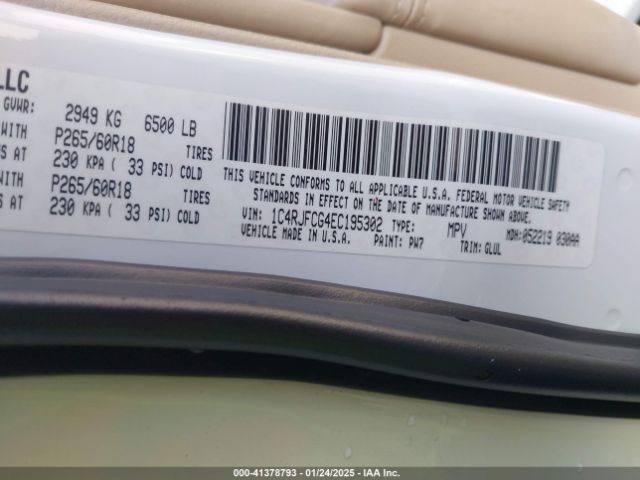 LLC
GVWR: 2949 KG 6500 LB
WITH P265/60R18 TIRES
S AT 230 KPA ( 33 PSI) COLD
WITH P265/60R18 TIRES
S AT 230 KPA ( 33 PSI) COLD
THIS VEHICLE CONFORMS TO ALL APPLICABLE U.S.A. FEDERAL MOTOR VEHICLE SAFETY
STANDARDS IN EFFECT ON THE DATE OF MANUFACTURE SHOWN ABOVE.
VIN: 1C4RJFCG4EC195302 TYPE: MPV MDH: 052219 030AA
VEHICLE MADE IN U.S.A. PAINT: PW7 TRIM: GLUL
000-41378793 - 01/24/2025 - IAAI.COM